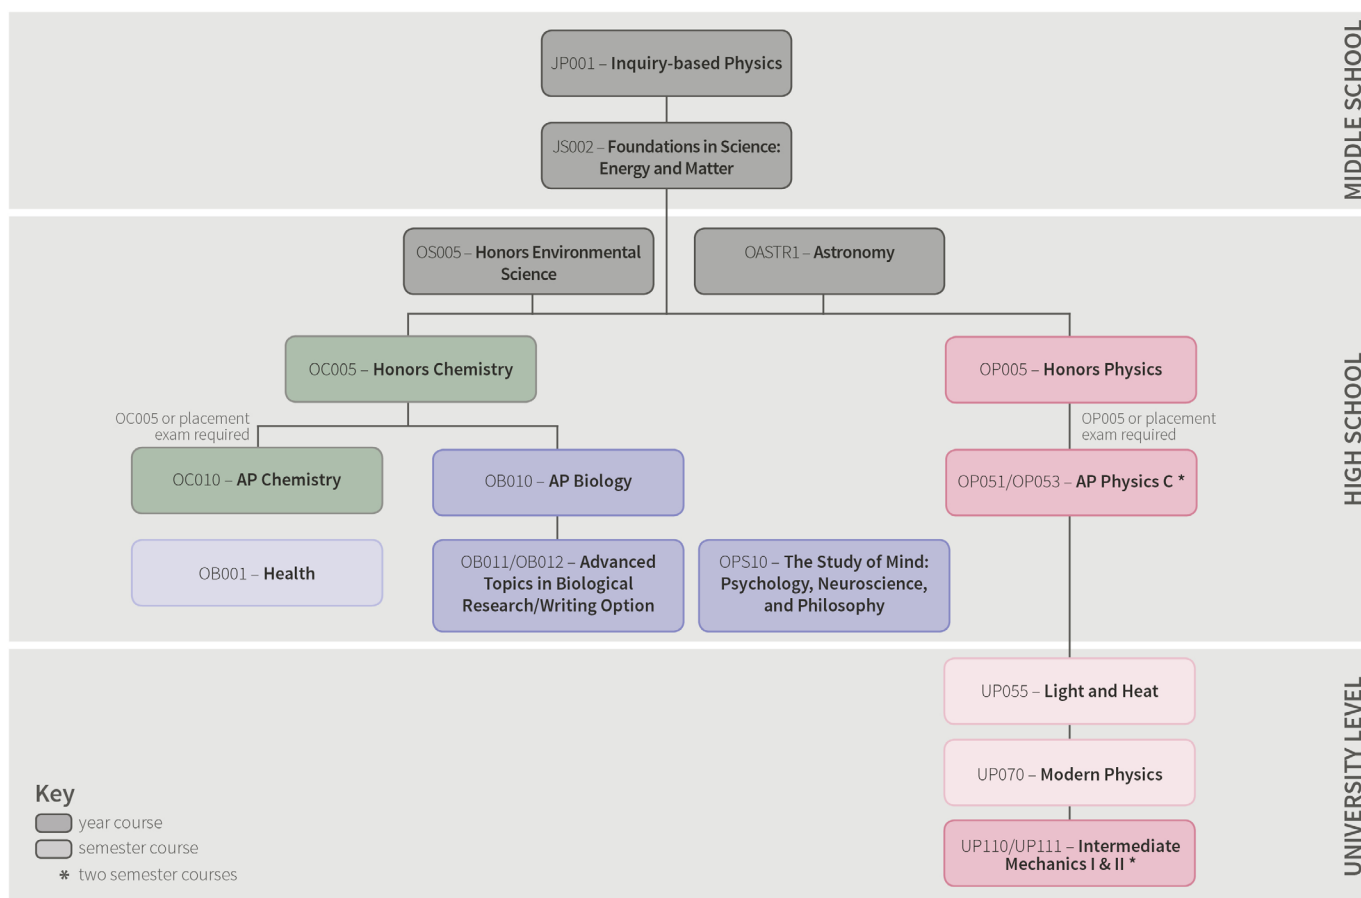 MIDDLE SCHOOL
JP001 – Inquiry-based Physics
JS002 – Foundations in Science:
Energy and Matter
HIGH SCHOOL
OS005 – Honors Environmental
Science
OASTR1 – Astronomy
OC005 – Honors Chemistry
OP005 – Honors Physics
OC005 or placement
exam required
OP005 or placement
exam required
OC010 – AP Chemistry
OB010 – AP Biology
OP051/OP053 – AP Physics C *
OB001 – Health
OB011/OB012 – Advanced
Topics in Biological
Research/Writing Option
OPS10 – The Study of Mind:
Psychology, Neuroscience,
and Philosophy
UNIVERSITY LEVEL
UP055 – Light and Heat
UP070 – Modern Physics
UP110/UP111 – Intermediate
Mechanics I & II *
Key
year course
semester course
* two semester courses